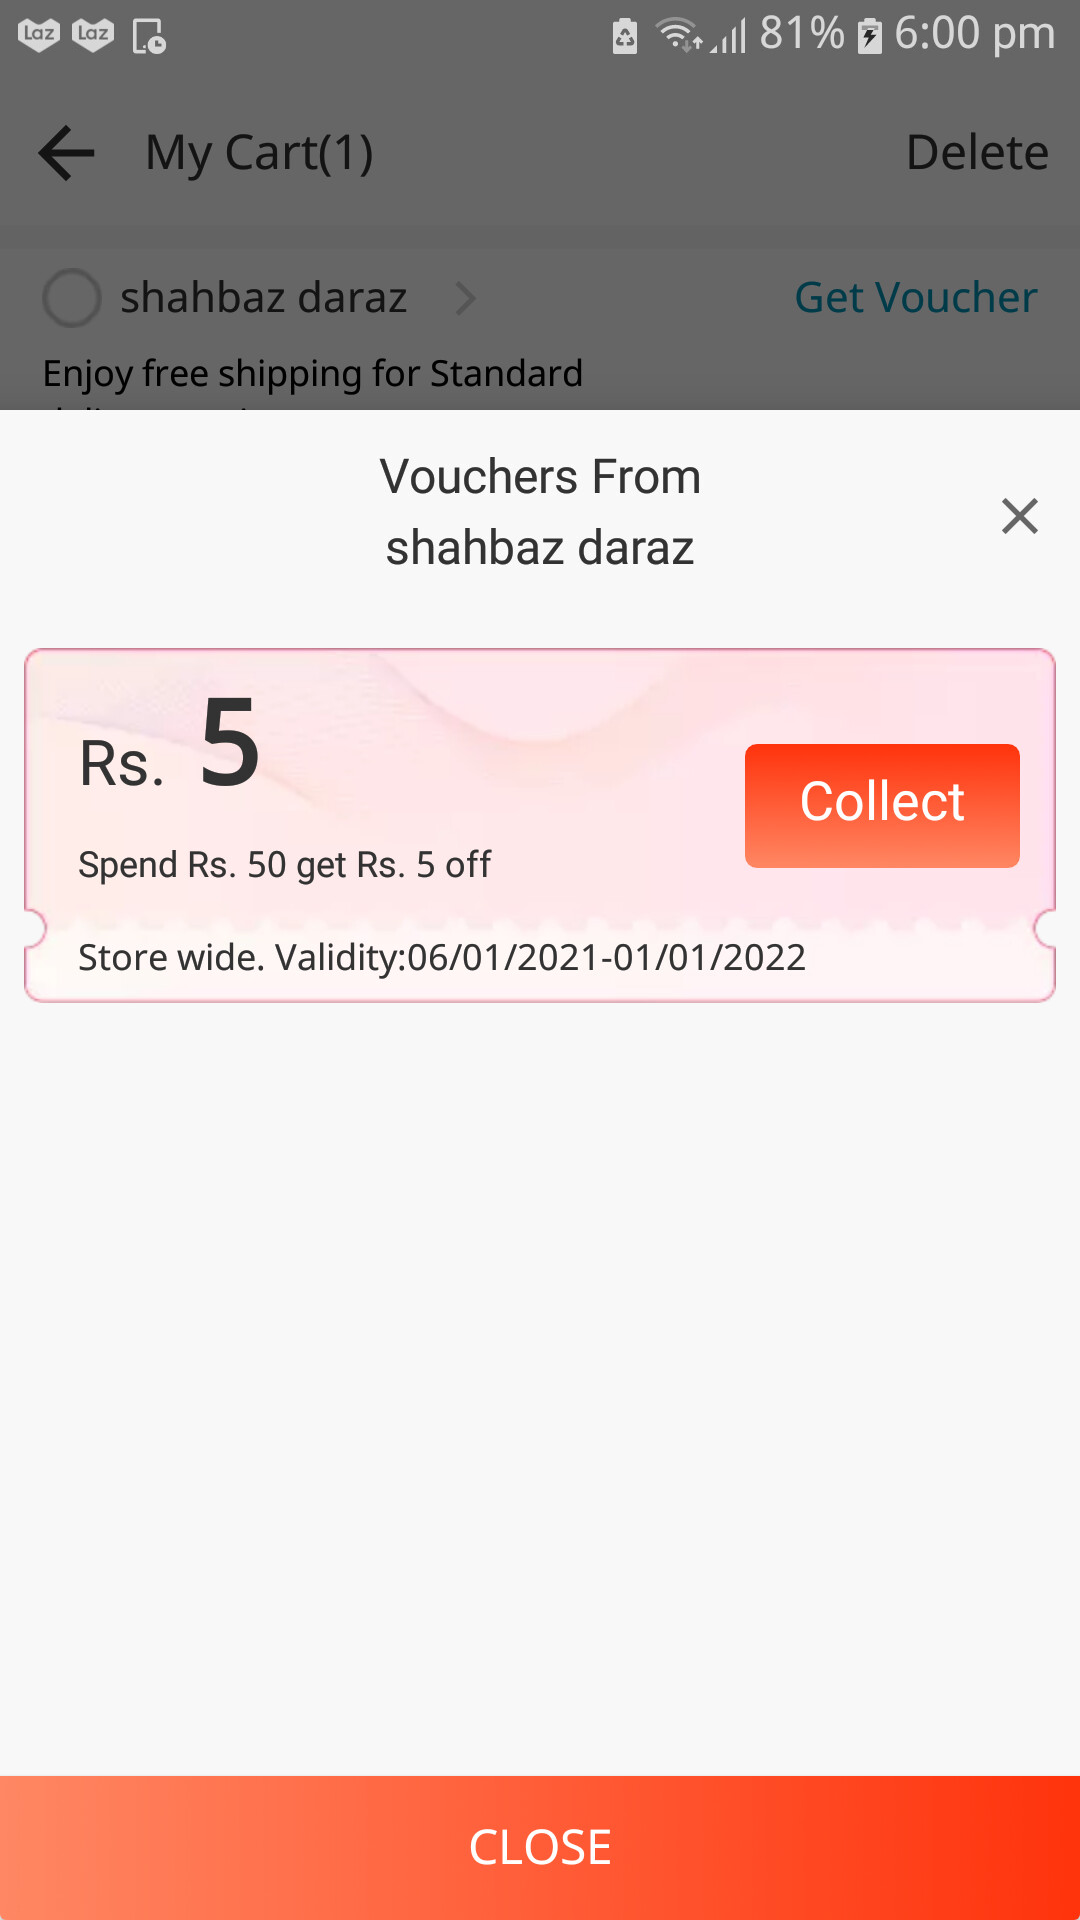 Laz Laz 81% 6:00 pm
My Cart(1) Delete
shahbaz daraz Get Voucher
Enjoy free shipping for Standard
Vouchers From
shahbaz daraz
Rs. 5
Collect
Spend Rs. 50 get Rs. 5 off
Store wide. Validity:06/01/2021-01/01/2022
CLOSE